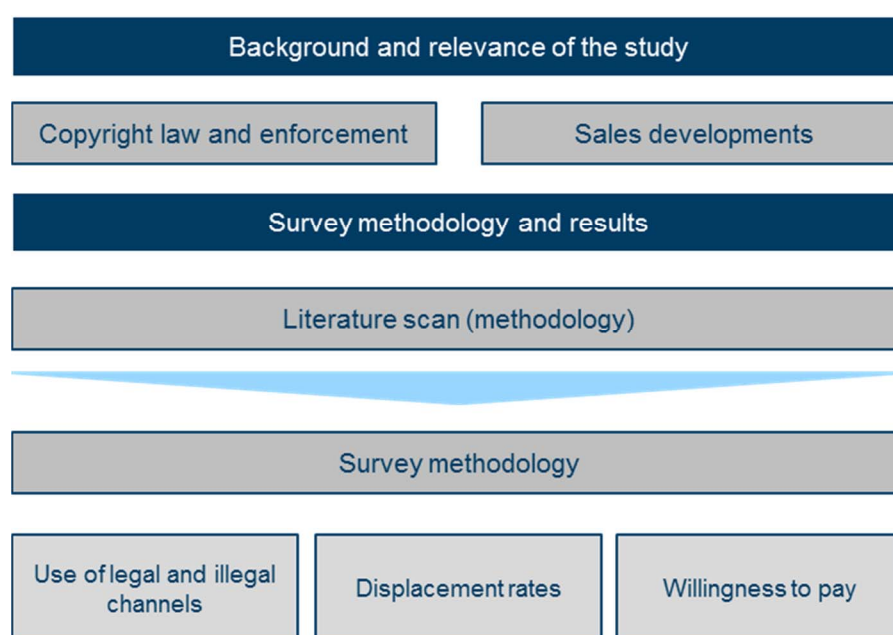 Background and relevance of the study
Copyright law and enforcement
Sales developments
Survey methodology and results
Literature scan (methodology)
Survey methodology
Use of legal and illegal
channels
Displacement rates
Willingness to pay